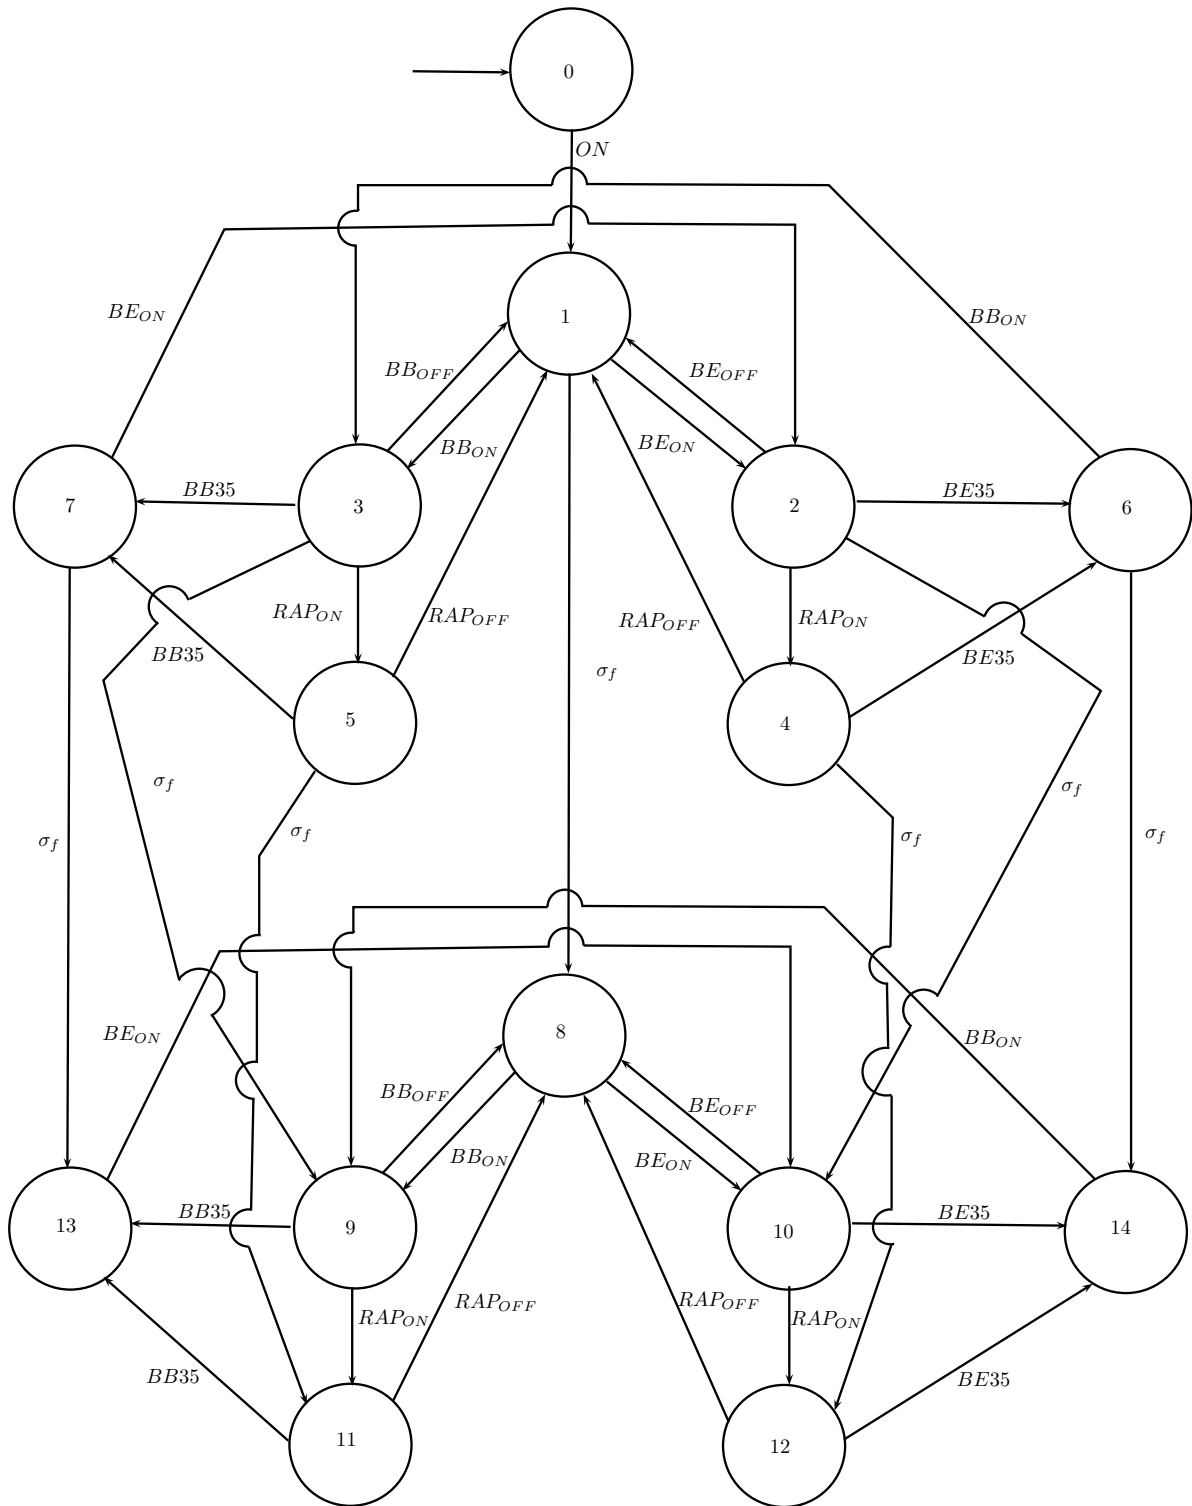 0
ON
BE_ON
1
BB_ON
BB_OFF
BE_OFF
BB_ON
BE_ON
7
BB35
3
2
BE35
6
RAP_ON
RAP_OFF
RAP_OFF
RAP_ON
BB35
BE35
σ_f
5
4
σ_f
σ_f
σ_f
σ_f
σ_f
σ_f
BE_ON
8
BB_ON
BB_OFF
BE_OFF
BB_ON
BE_ON
13
BB35
9
10
BE35
14
RAP_ON
RAP_OFF
RAP_OFF
RAP_ON
BB35
BE35
11
12